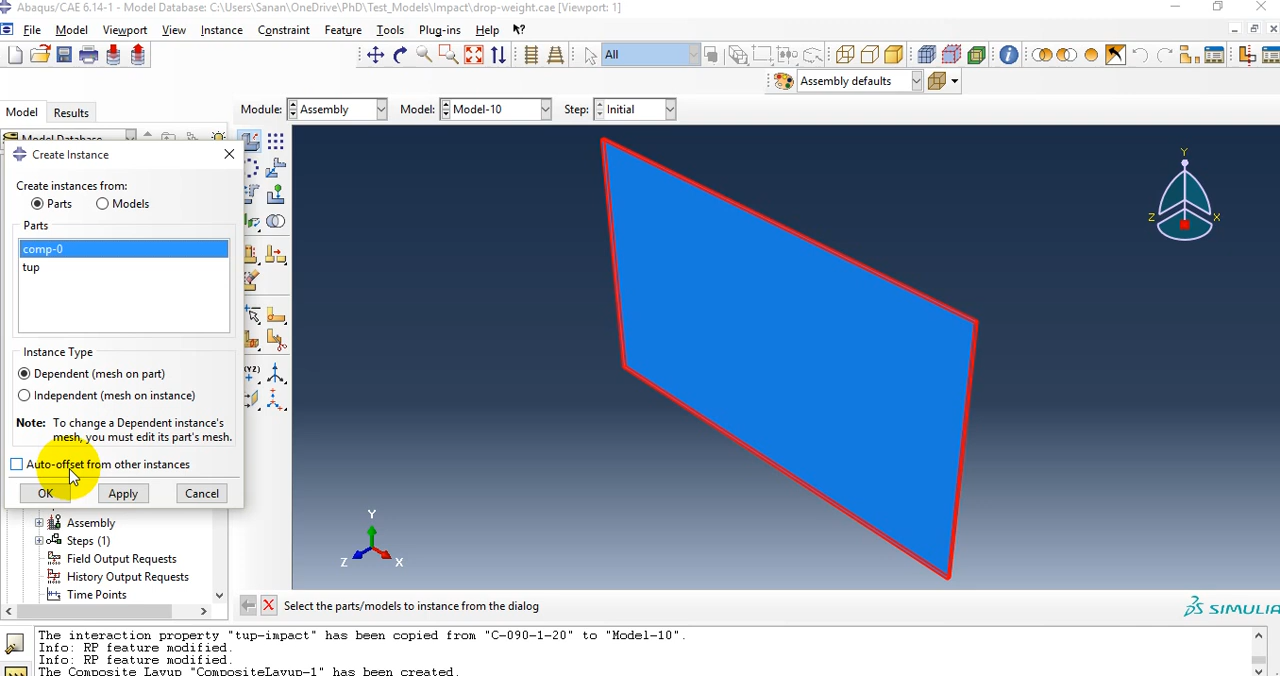 Abaqus/CAE 6.14-1 - Model Database: C:\Users\Sanan\OneDrive\PhD\Test_Models\Impact\drop-weight.cae [Viewport: 1]
File Model Viewport View Instance Constraint Feature Tools Plug-ins Help
All
Assembly defaults
Model Results
Module: Assembly Model: Model-10 Step: Initial
Model Database
Create Instance
Create instances from:
Parts Models
Parts
comp-0
tup
Instance Type
Dependent (mesh on part)
Independent (mesh on instance)
Note: To change a Dependent instance's
mesh, you must edit its part's mesh.
Auto-offset from other instances
OK Apply Cancel
Assembly
Steps (1)
Field Output Requests
History Output Requests
Time Points
Y
Z
X
Y
Z
X
Select the parts/models to instance from the dialog
SIMULIA
The interaction property "tup-impact" has been copied from "C-090-1-20" to "Model-10".
Info: RP feature modified.
Info: RP feature modified.
The Composite Layup "CompositeLayup-1" has been created.